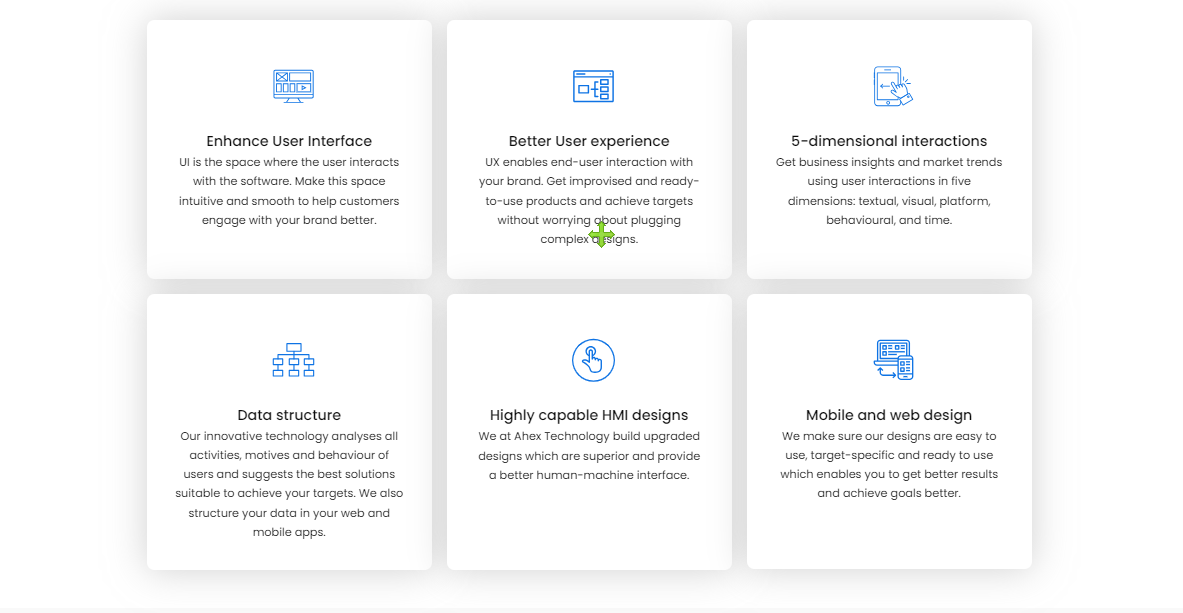 Enhance User Interface
UI is the space where the user interacts
with the software. Make this space
intuitive and smooth to help customers
engage with your brand better.
Better User experience
UX enables end-user interaction with
your brand. Get improvised and ready-
to-use products and achieve targets
without worrying about plugging
complex designs.
5-dimensional interactions
Get business insights and market trends
using user interactions in five
dimensions: textual, visual, platform,
behavioural, and time.
Data structure
Our innovative technology analyses all
activities, motives and behaviour of
users and suggests the best solutions
suitable to achieve your targets. We also
structure your data in your web and
mobile apps.
Highly capable HMI designs
We at Ahex Technology build upgraded
designs which are superior and provide
a better human-machine interface.
Mobile and web design
We make sure our designs are easy to
use, target-specific and ready to use
which enables you to get better results
and achieve goals better.